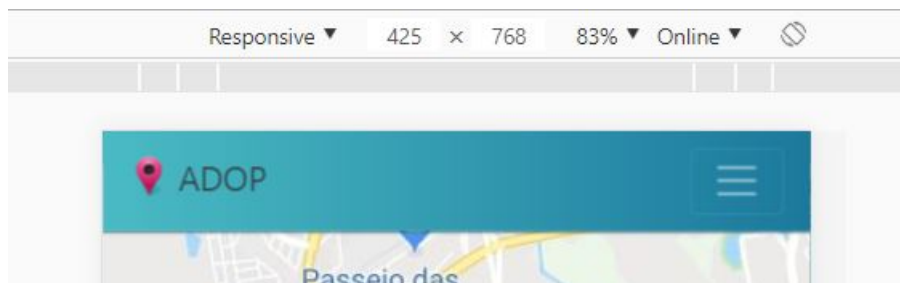 Responsive ▼ 425 × 768 83% ▼ Online ▼
ADOP
Passeio das